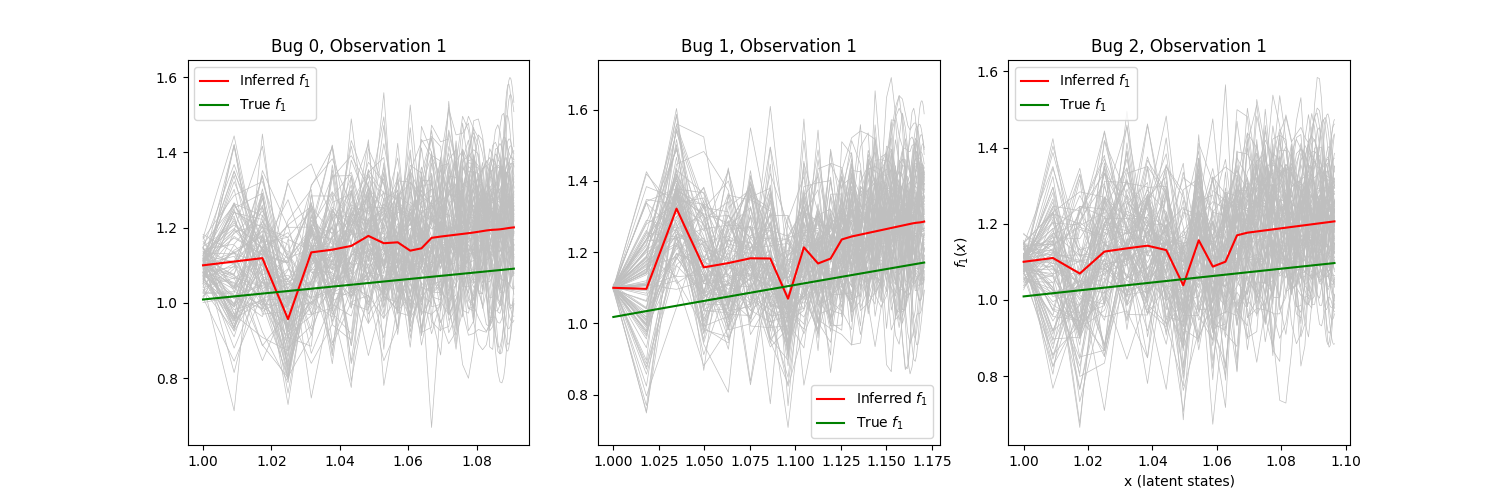 Bug 0, Observation 1
Inferred f₁
True f₁
1.6
1.4
1.2
1.0
0.8
1.00 1.02 1.04 1.06 1.08
Bug 1, Observation 1
1.6
1.4
1.2
1.0
0.8
Inferred f₁
True f₁
1.000 1.025 1.050 1.075 1.100 1.125 1.150 1.175
Bug 2, Observation 1
Inferred f₁
True f₁
f₁(x)
1.6
1.4
1.2
1.0
0.8
1.00 1.02 1.04 1.06 1.08 1.10
x (latent states)